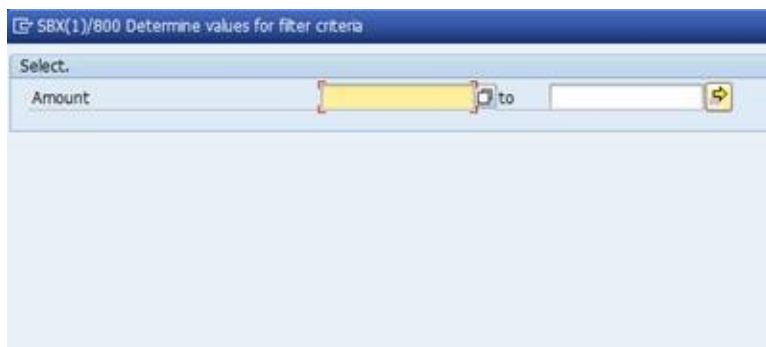 SBX(1)/800 Determine values for filter criteria
Select.
Amount to